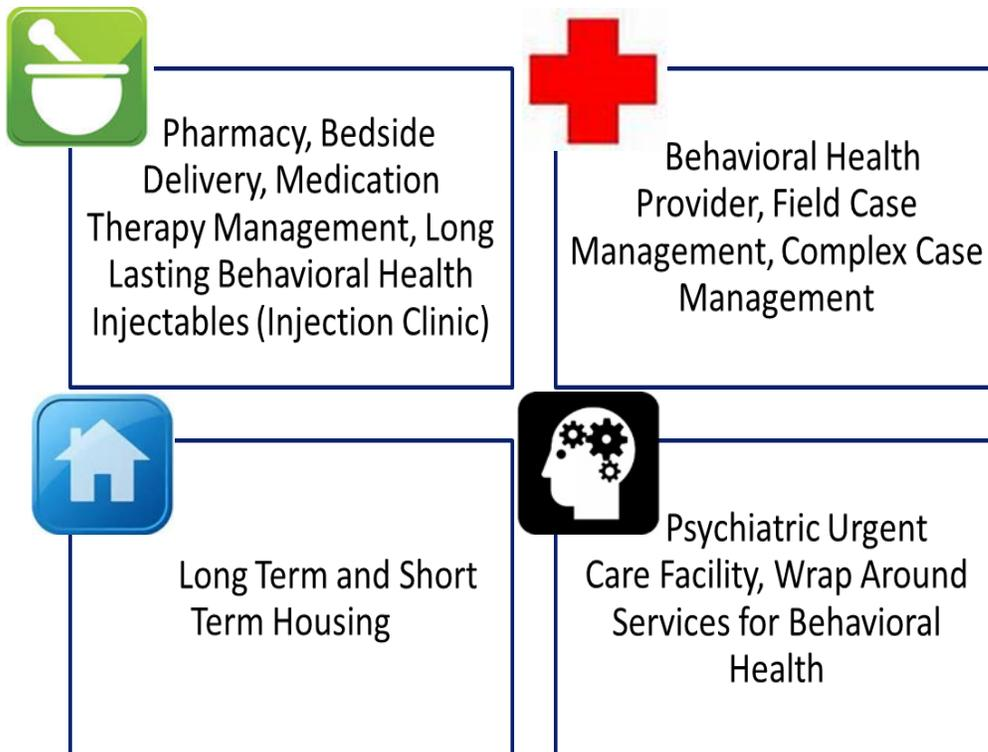 Pharmacy, Bedside
Delivery, Medication
Therapy Management, Long
Lasting Behavioral Health
Injectables (Injection Clinic)
Behavioral Health
Provider, Field Case
Management, Complex Case
Management
Long Term and Short
Term Housing
Psychiatric Urgent
Care Facility, Wrap Around
Services for Behavioral
Health